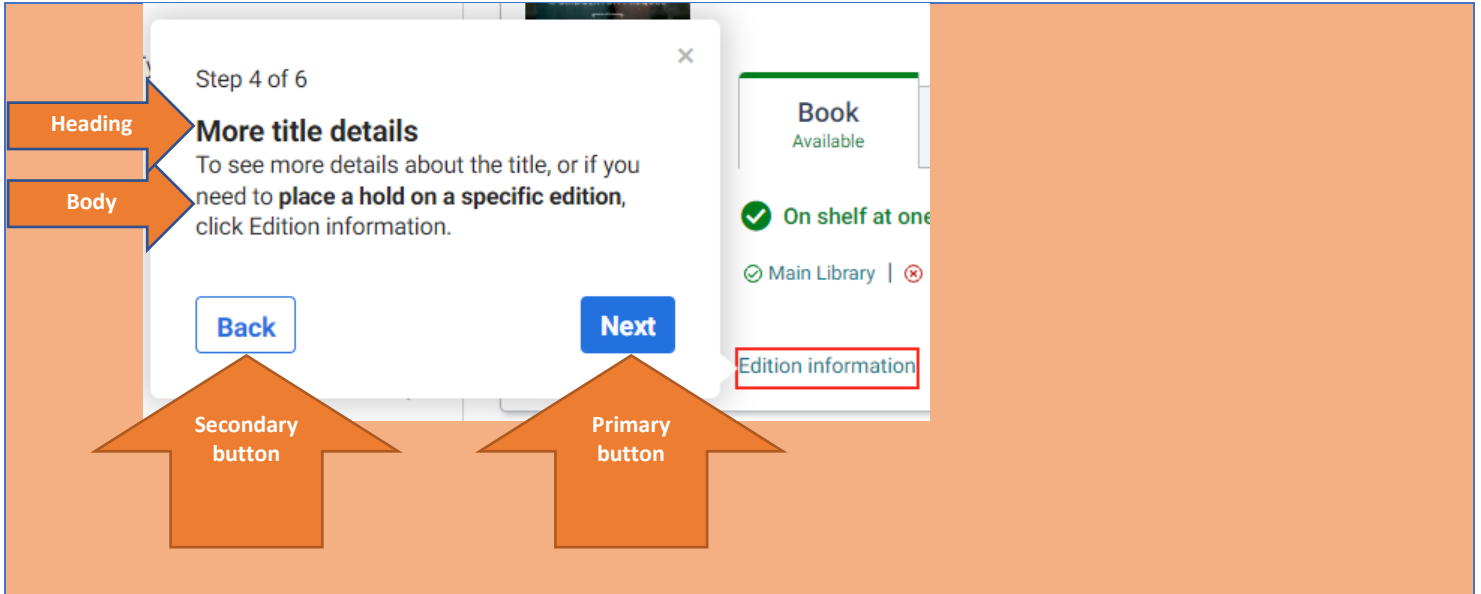 Step 4 of 6
Heading
More title details
Body
To see more details about the title, or if you
need to place a hold on a specific edition,
click Edition information.
Back
Next
Secondary
button
Primary
button
Book
Available
On shelf at one
Main Library |
Edition information